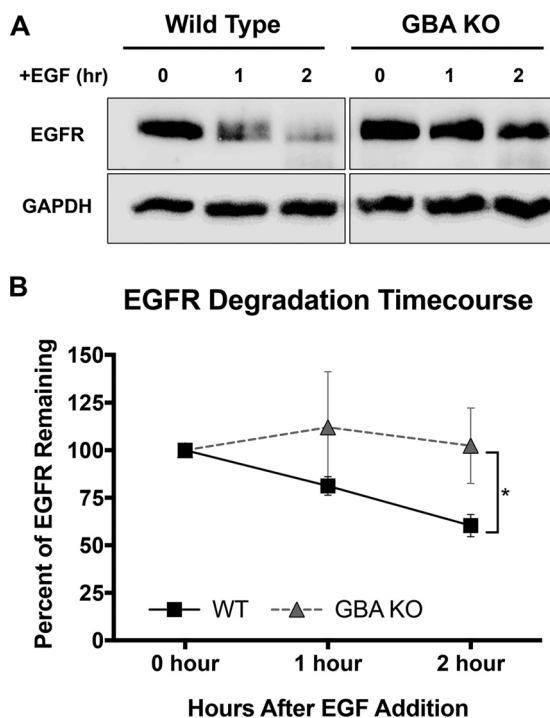 A
Wild Type GBA KO
+EGF (hr) 0 1 2 0 1 2
EGFR
GAPDH
B
EGFR Degradation Timecourse
Percent of EGFR Remaining
150
125
100
75
50
25
0
*
WT GBA KO
0 hour 1 hour 2 hour
Hours After EGF Addition